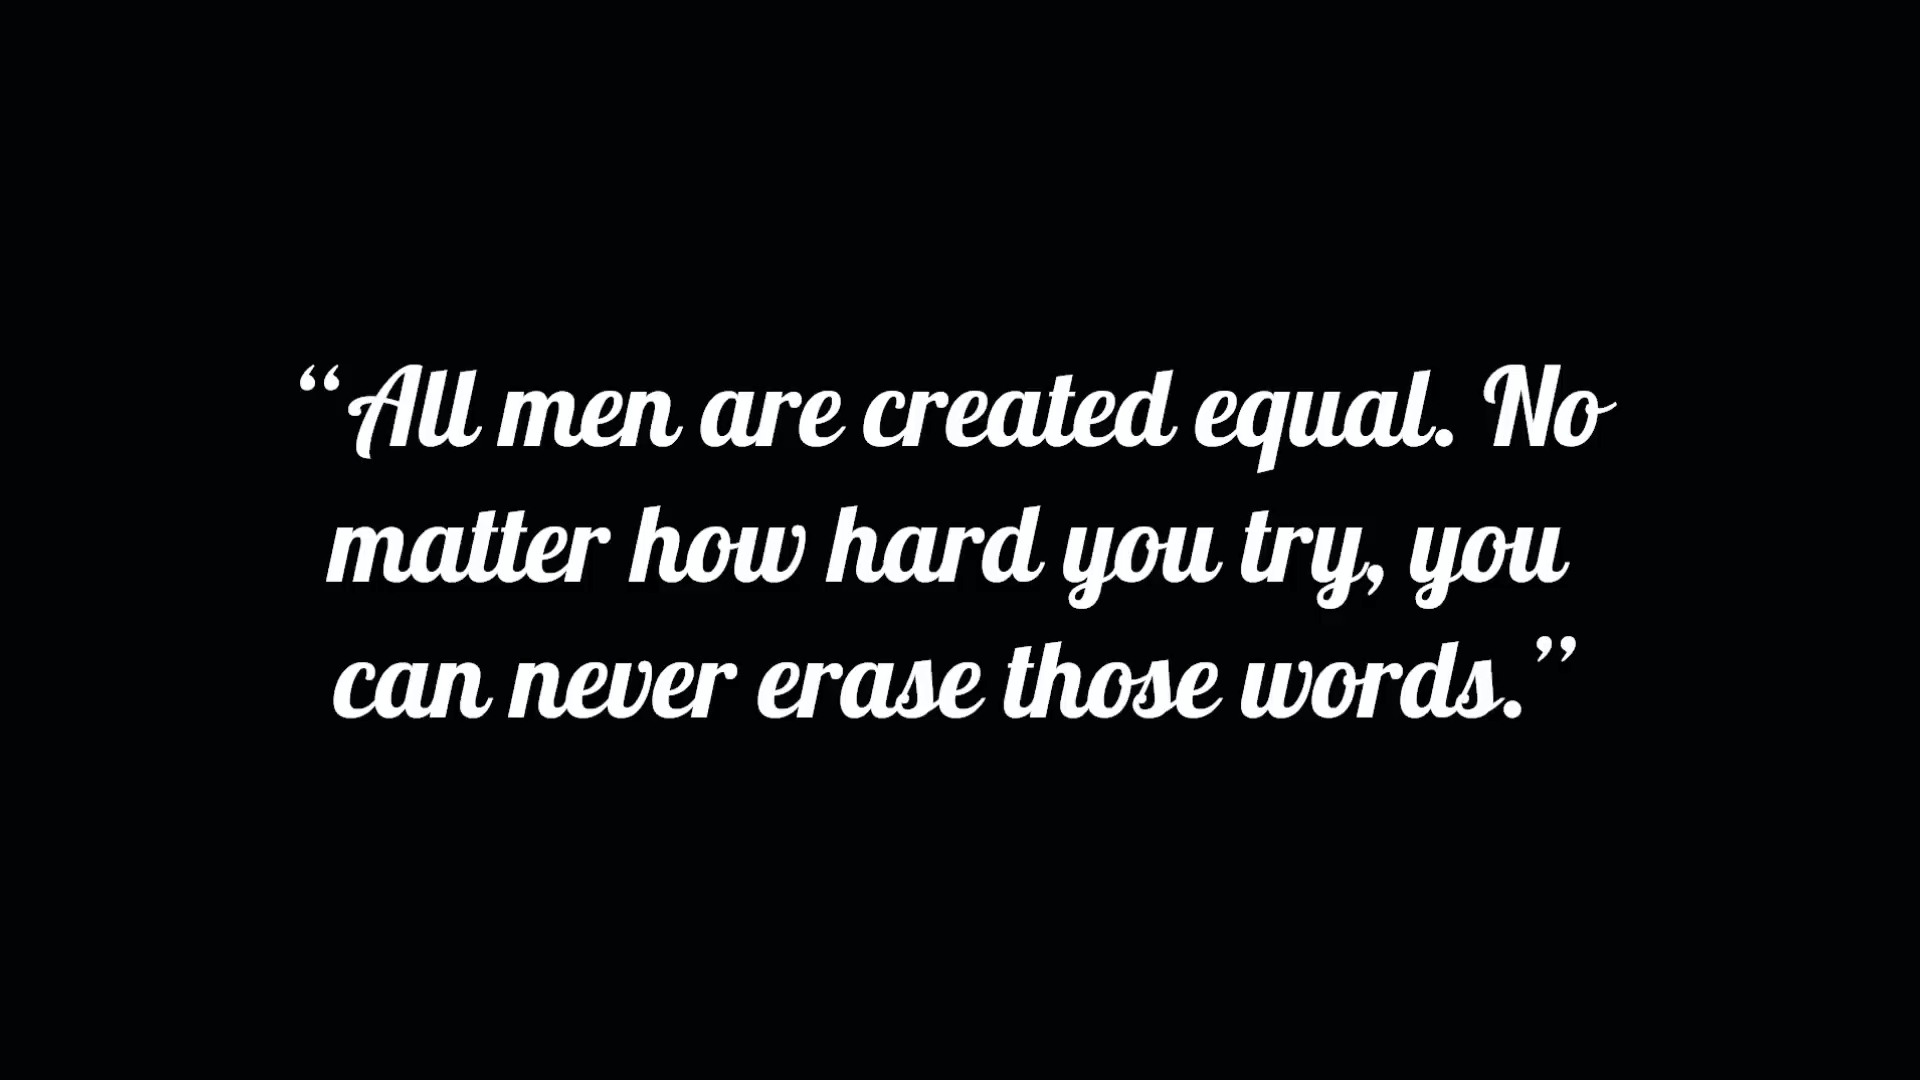 “All men are created equal. No
matter how hard you try, you
can never erase those words.”